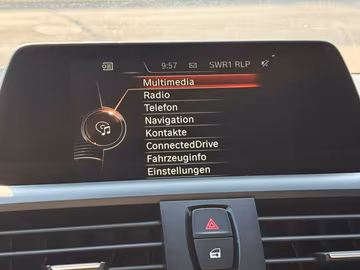 9:57 SWR1 RLP
Multimedia
Radio
Telefon
Navigation
Kontakte
ConnectedDrive
Fahrzeuginfo
Einstellungen